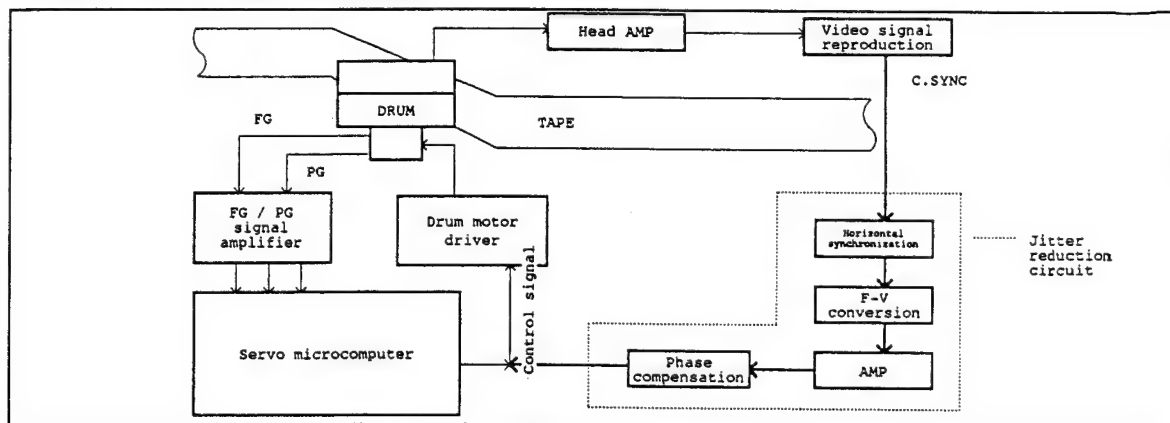 Head AMP
Video signal
reproduction
C.SYNC
DRUM
TAPE
FG
PG
FG / PG
signal
amplifier
Drum motor
driver
Horizontal
synchronization
Jitter
reduction
circuit
F-V
conversion
Control signal
Servo microcomputer
Phase
compensation
AMP